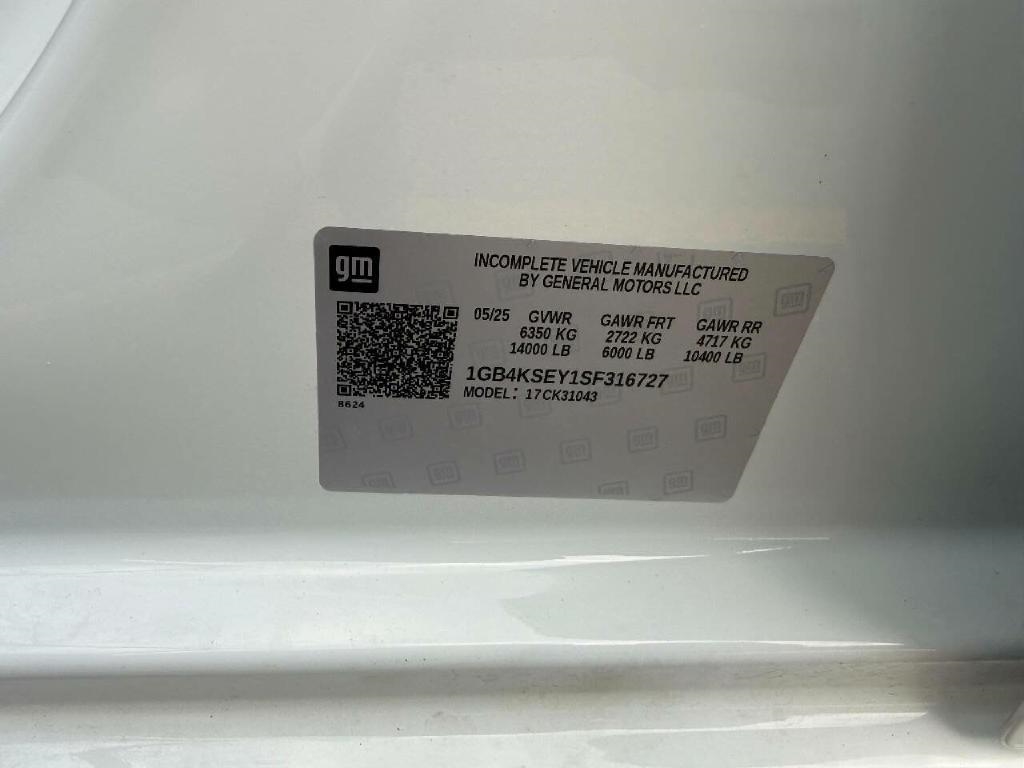 gm
INCOMPLETE VEHICLE MANUFACTURED
BY GENERAL MOTORS LLC
05/25 GVWR GAWR FRT GAWR RR
6350 KG 2722 KG 4717 KG
14000 LB 6000 LB 10400 LB
1GB4KSEY1SF316727
MODEL: 17CK31043
8624